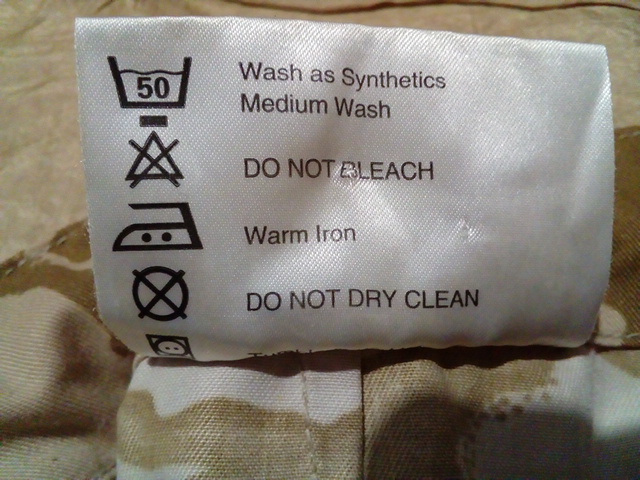 50
Wash as Synthetics
Medium Wash
DO NOT BLEACH
Warm Iron
DO NOT DRY CLEAN